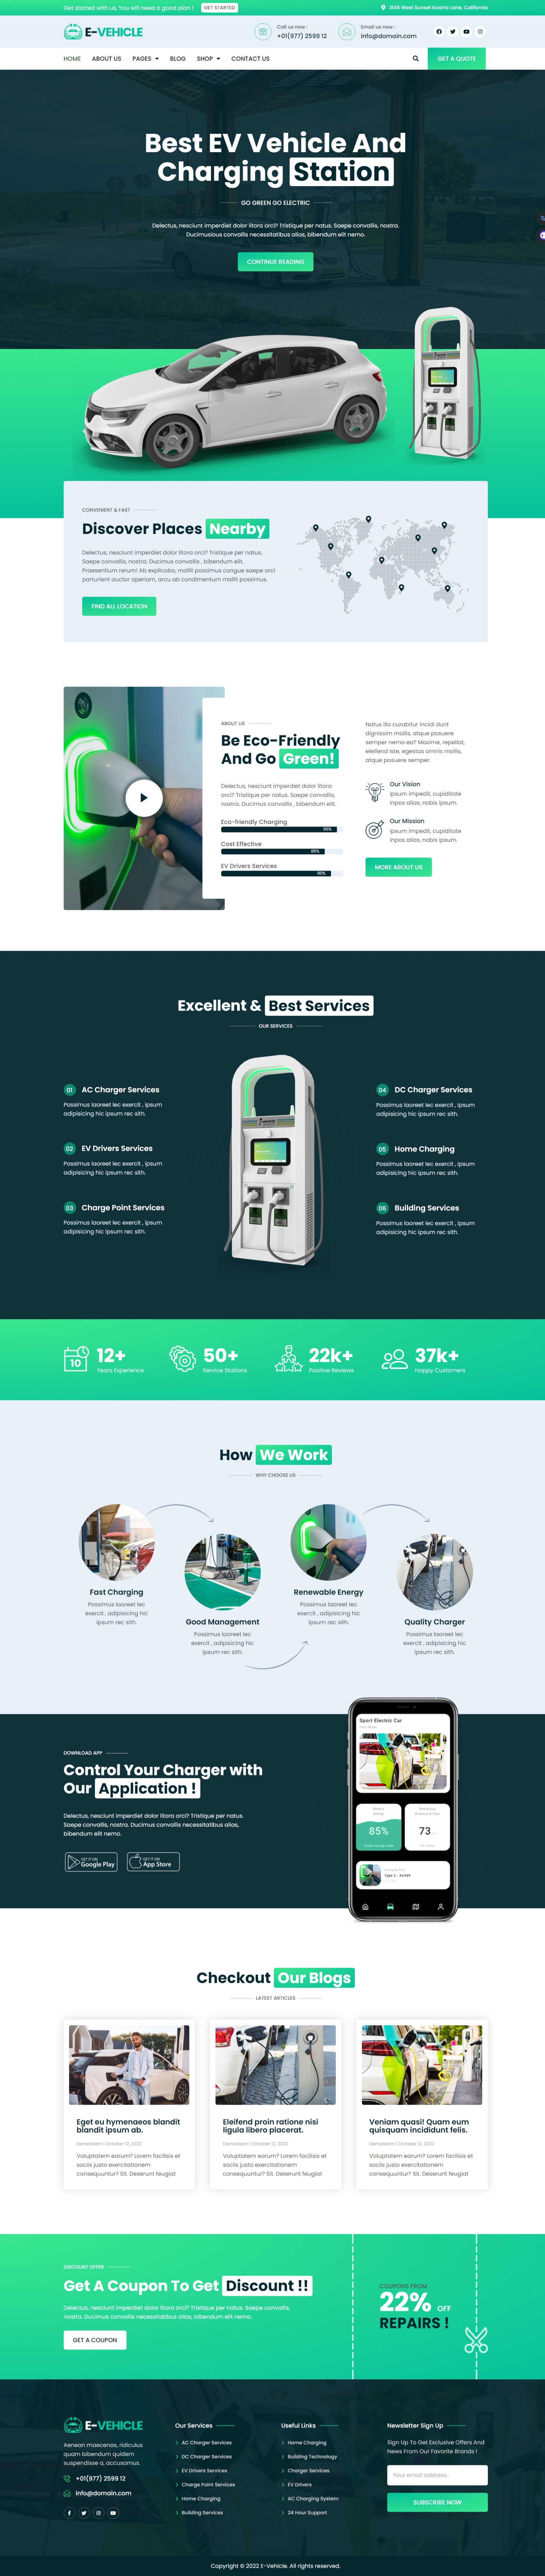 Get started with us, You will need a good plan !
GET STARTED
3146 West Sunset Koontz Lane, California
E-VEHICLE
Call us now :
+01(977) 2599 12
Email us now :
info@domain.com
HOME
ABOUT US
PAGES
BLOG
SHOP
CONTACT US
GET A QUOTE
Best EV Vehicle And
Charging Station
GO GREEN GO ELECTRIC
Delectus, nesciunt imperdiet dolor litora orci? Tristique per natus. Saepe convallis, nostra.
Ducimusious convallis necessitatibus alias, bibendum elit nemo.
CONTINUE READING
CONVENIENT & FAST
Discover Places Nearby
Delectus, nesciunt imperdiet dolor litora orci? Tristique per natus.
Saepe convallis, nostra. Ducimus convallis , bibendum elit.
Praesentium rerum! Ab explicabo, mollit possimus congue saepe orci
parturient auctor aperiam, arcu ab condimentum mollit possimus.
FIND ALL LOCATION
ABOUT US
Be Eco-Friendly
And Go Green!
Delectus, nesciunt imperdiet dolor litora
orci? Tristique per natus. Saepe convallis,
nostra. Ducimus convallis , bibendum elit.
Eco-friendly Charging
95%
Cost Effective
85%
EV Drivers Services
90%
Natus illo curabitur incidi dunt
dignissim mollis, atque posuere
semper nemo ea? Maxime, repellat,
eleifend iste, egestas omnis mollis,
atque posuere semper.
Our Vision
Ipsum impedit, cupiditate
inpos alias, nobis ipsum.
Our Mission
Ipsum impedit, cupiditate
inpos alias, nobis ipsum.
MORE ABOUT US
Excellent & Best Services
OUR SERVICES
01 AC Charger Services
Possimus laoreet lec exercit , ipsum
adipisicing hic ipsum rec sith.
02 EV Drivers Services
Possimus laoreet lec exercit , ipsum
adipisicing hic ipsum rec sith.
03 Charge Point Services
Possimus laoreet lec exercit , ipsum
adipisicing hic ipsum rec sith.
04 DC Charger Services
Possimus laoreet lec exercit , ipsum
adipisicing hic ipsum rec sith.
05 Home Charging
Possimus laoreet lec exercit , ipsum
adipisicing hic ipsum rec sith.
06 Building Services
Possimus laoreet lec exercit , ipsum
adipisicing hic ipsum rec sith.
10
12+
Years Experience
50+
Service Stations
22k+
Positive Reviews
37k+
Happy Customers
How We Work
WHY CHOOSE US
Fast Charging
Possimus laoreet lec
exercit , adipisicing hic
ipsum rec sith.
Good Management
Possimus laoreet lec
exercit , adipisicing hic
ipsum rec sith.
Renewable Energy
Possimus laoreet lec
exercit , adipisicing hic
ipsum rec sith.
Quality Charger
Possimus laoreet lec
exercit , adipisicing hic
ipsum rec sith.
DOWNLOAD APP
Control Your Charger with
Our Application !
Delectus, nesciunt imperdiet dolor litora orci? Tristique per natus.
Saepe convallis, nostra. Ducimus convallis necessitatibus alias,
bibendum elit nemo.
GET IT ON
Google Play
GET IT ON
App Store
Sport Electric Car
85%
73
Checkout Our Blogs
LATEST ARTICLES
Eget eu hymenaeos blandit
blandit ipsum ab.
Demoteam | October 12, 2022
Voluptatem earum? Lorem facilisis et
sociis justo exercitationem
consequuntur? Sit. Deserunt feugiat
Eleifend proin ratione nisi
ligula libero placerat.
Demoteam | October 12, 2022
Voluptatem earum? Lorem facilisis et
sociis justo exercitationem
consequuntur? Sit. Deserunt feugiat
Veniam quasi! Quam eum
quisquam incididunt felis.
Demoteam | October 12, 2022
Voluptatem earum? Lorem facilisis et
sociis justo exercitationem
consequuntur? Sit. Deserunt feugiat
DISCOUNT OFFER
Get A Coupon To Get Discount !!
Delectus, nesciunt imperdiet dolor litora orci? Tristique per natus. Saepe convallis,
nostra. Ducimus convallis necessitatibus alias, bibendum elit nemo.
GET A COUPON
COUPONS FROM
22% OFF
REPAIRS !
E-VEHICLE
Aenean maecenas, ridiculus
quam bibendum quidem
suspendisse a, accusamus.
+01(977) 2599 12
info@domain.com
Our Services
AC Charger Services
DC Charger Services
EV Drivers Services
Charge Point Services
Home Charging
Building Services
Useful Links
Home Charging
Building Technology
Charger Services
EV Drivers
AC Charging System
24 Hour Support
Newsletter Sign Up
Sign Up To Get Exclusive Offers And
News From Our Favorite Brands !
Your email address..
SUBSCRIBE NOW
Copyright © 2022 E-Vehicle. All rights reserved.